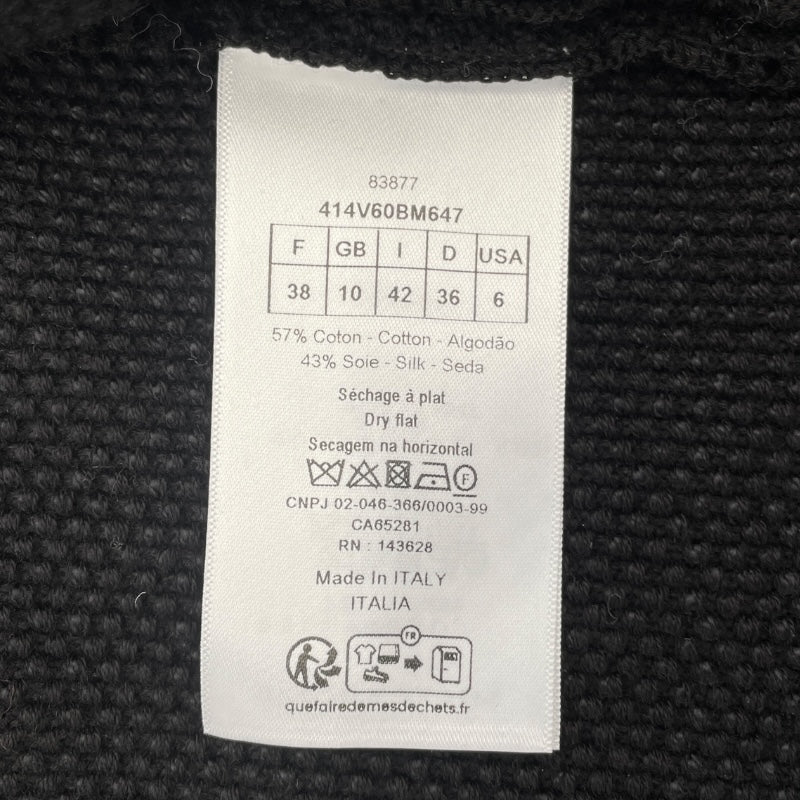 83877
414V60BM647
F GB I D USA
38 10 42 36 6
57% Coton - Cotton - Algodão
43% Soie - Silk - Seda
Séchage à plat
Dry flat
Secagem na horizontal
F
CNPJ 02-046-366/0003-99
CA65281
RN : 143628
Made In ITALY
ITALIA
FR
quefairedemesdechets.fr